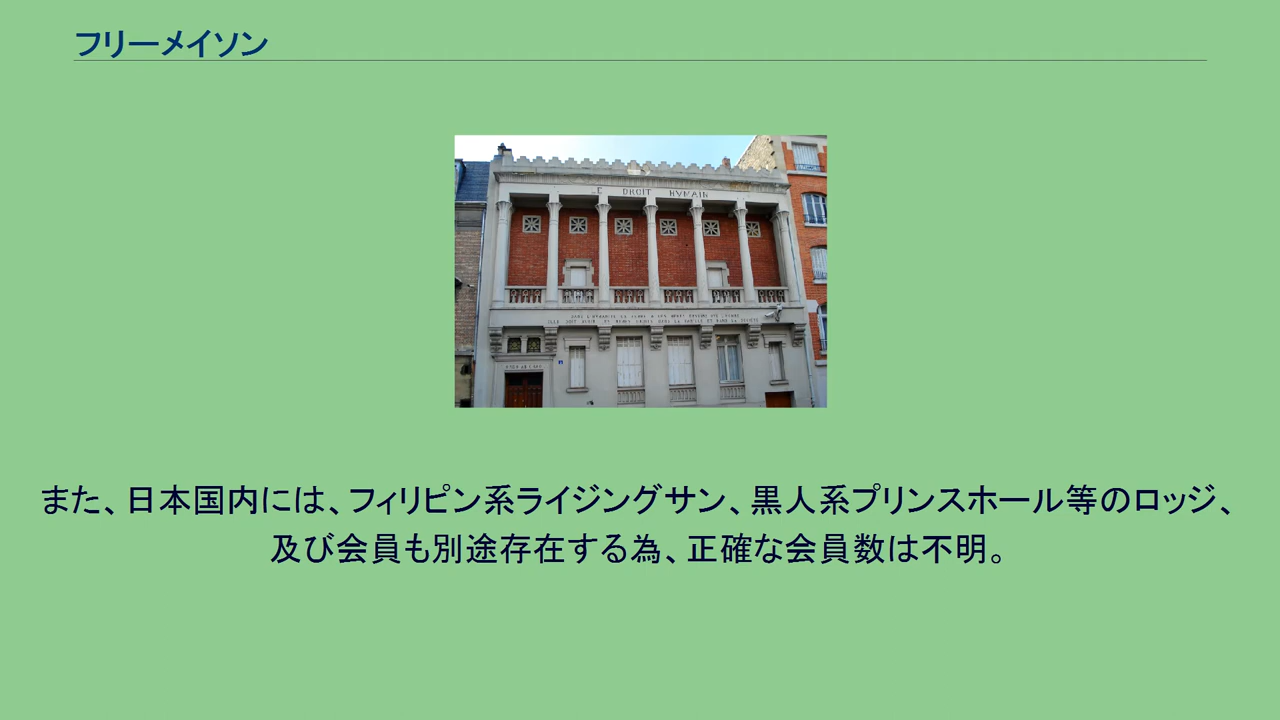 フリーメイソン
LE DROIT HVMAIN
また、日本国内には、フィリピン系ライジングサン、黒人系プリンスホール等のロッジ、
及び会員も別途存在する為、正確な会員数は不明。